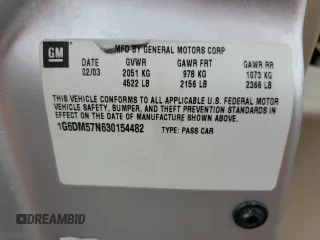 GM
MFD BY GENERAL MOTORS CORP
DATE GVWR GAWR FRT GAWR RR
02/03 2051 KG 978 KG 1073 KG
4522 LB 2156 LB 2366 LB
THIS VEHICLE CONFORMS TO ALL APPLICABLE U.S. FEDERAL MOTOR
VEHICLE SAFETY, BUMPER, AND THEFT PREVENTION STANDARDS IN
EFFECT ON THE DATE OF MANUFACTURE SHOWN ABOVE.
1G6DM57N630154482 TYPE: PASS CAR
DREAMBID